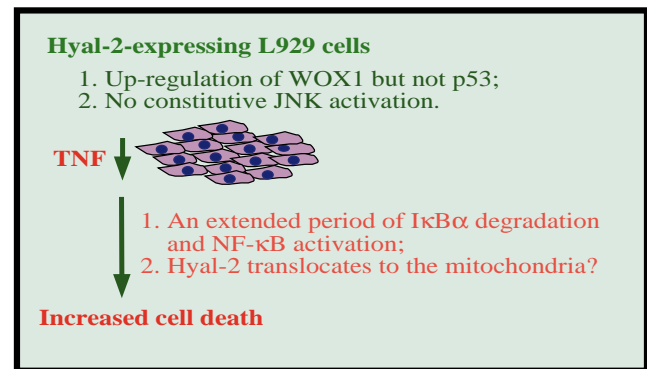 Hyal-2-expressing L929 cells
1. Up-regulation of WOX1 but not p53;
2. No constitutive JNK activation.
TNF
1. An extended period of IκBα degradation
and NF-κB activation;
2. Hyal-2 translocates to the mitochondria?
Increased cell death